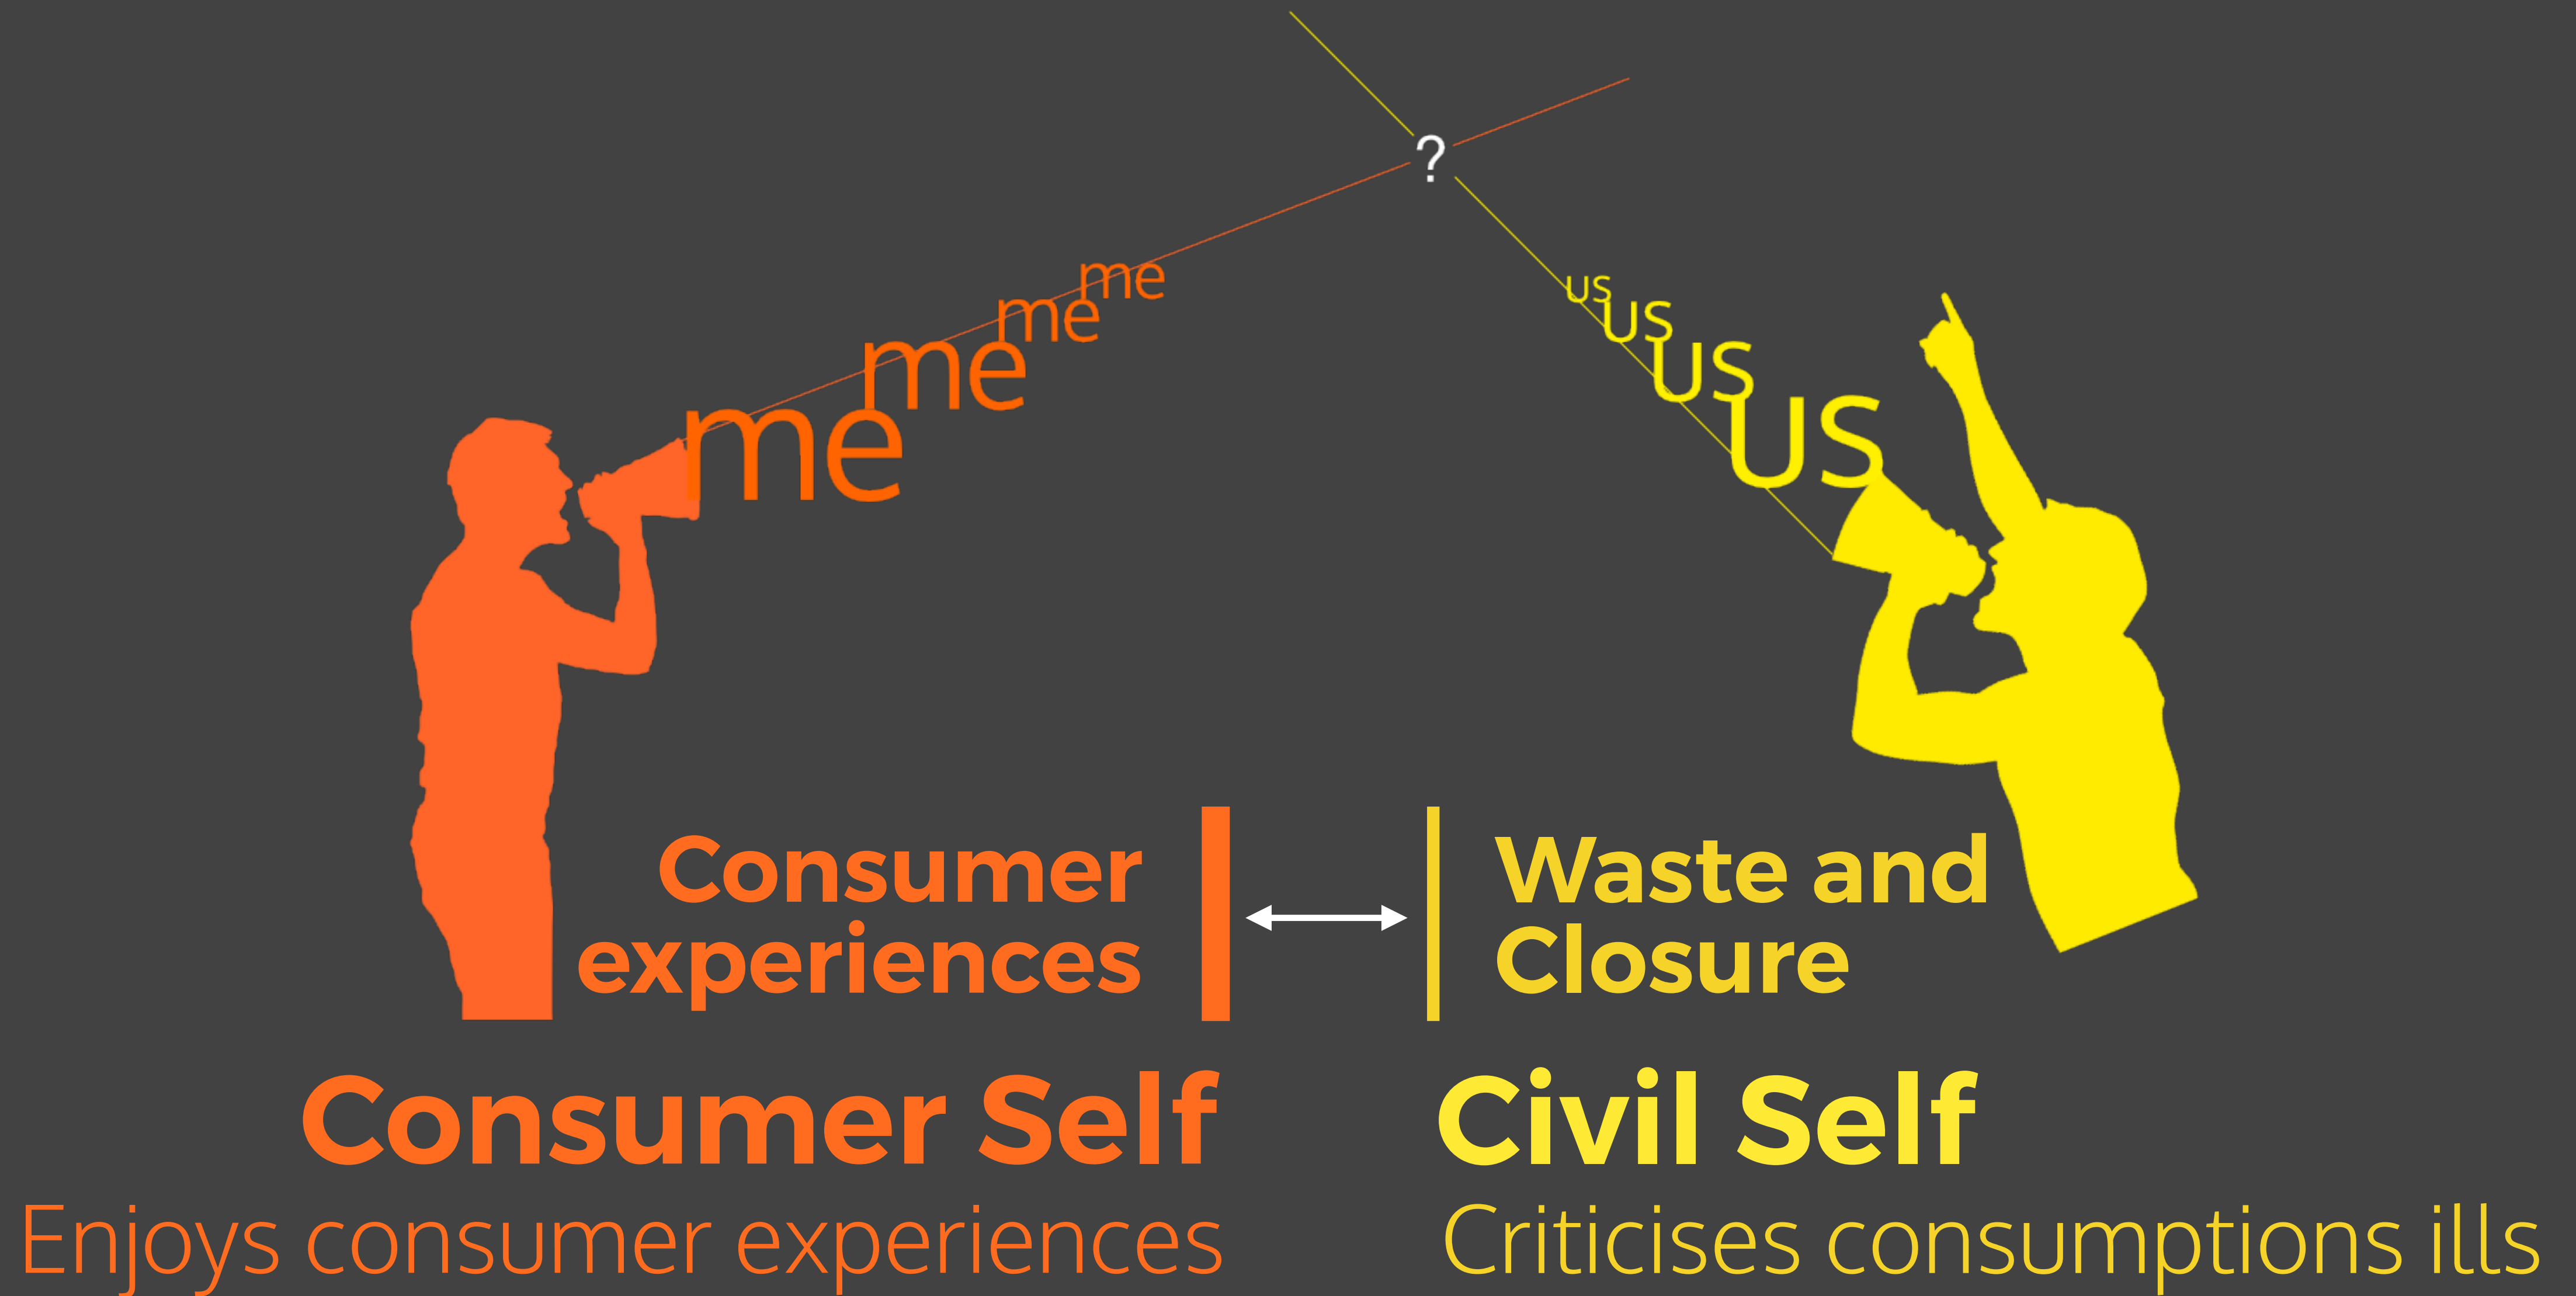 ?
me
me
me
me
us
us
us
us
Consumer
experiences
Waste and
Closure
Consumer Self
Enjoys consumer experiences
Civil Self
Criticises consumptions ills